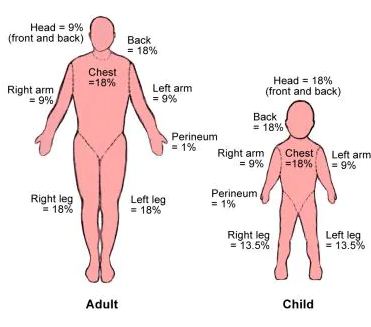 Head = 9%
(front and back)
Back
= 18%
Chest
=18%
Right arm
= 9%
Left arm
= 9%
Perineum
= 1%
Right leg
= 18%
Left leg
= 18%
Adult
Head = 18%
(front and back)
Back
= 18%
Right arm
= 9%
Chest
=18%
Left arm
= 9%
Perineum
= 1%
Right leg
= 13.5%
Left leg
= 13.5%
Child